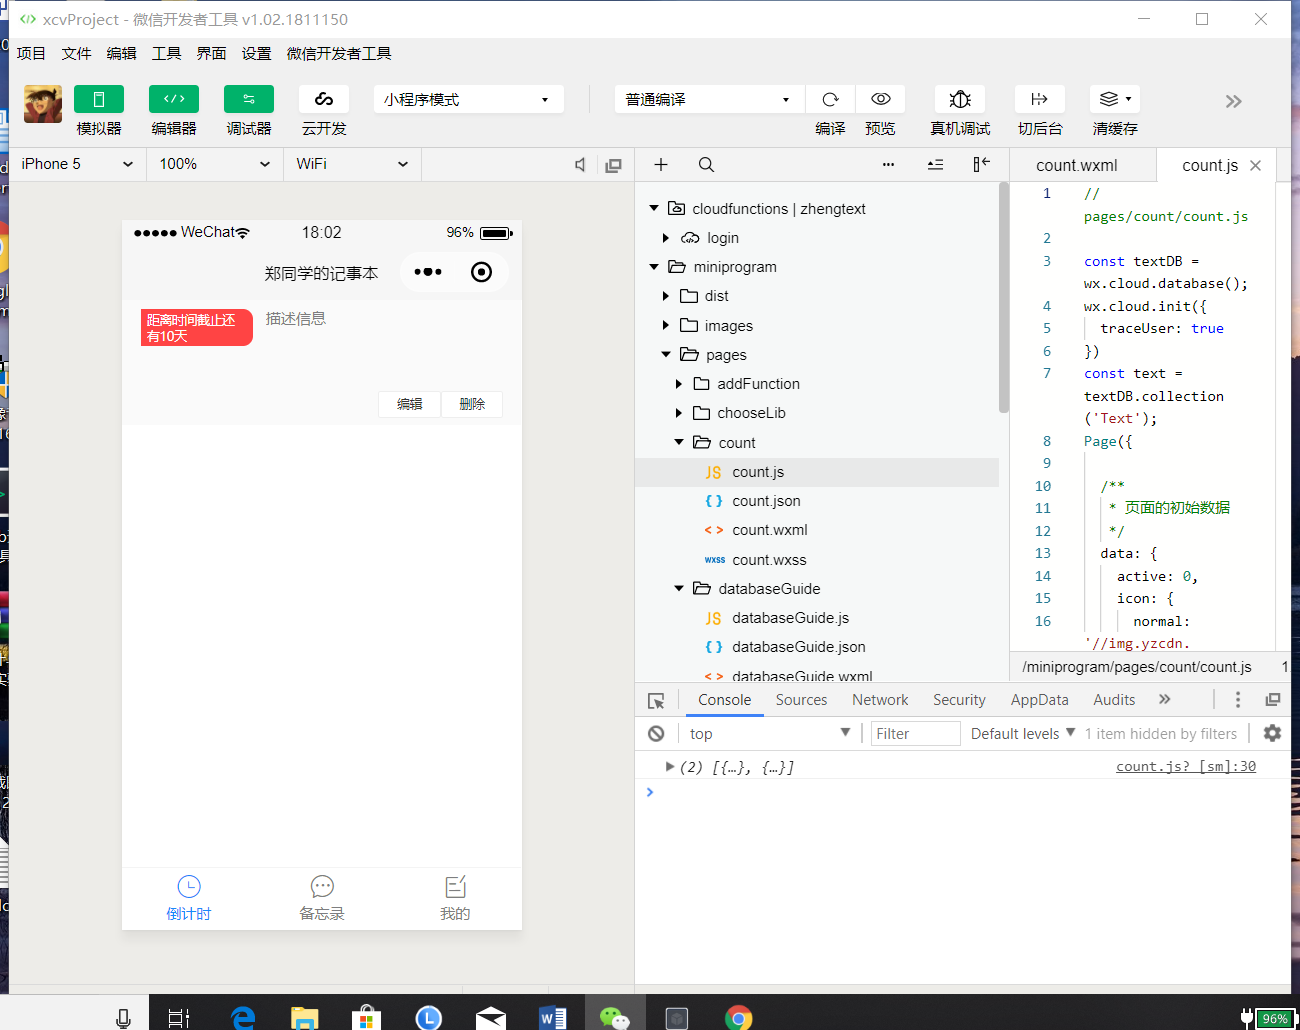 xcvProject - 微信开发者工具 v1.02.1811150
项目 文件 编辑 工具 界面 设置 微信开发者工具
小程序模式 普通编译
模拟器 编辑器 调试器 云开发 编译 预览 真机调试 切后台 清缓存
iPhone 5 100% WiFi
WeChat 18:02 96%
郑同学的记事本
距离时间截止还
有10天
描述信息
编辑 删除
倒计时 备忘录 我的
cloudfunctions | zhengtext
login
miniprogram
dist
images
pages
addFunction
chooseLib
count
JS count.js
{ } count.json
< > count.wxml
wxss count.wxss
databaseGuide
JS databaseGuide.js
{ } databaseGuide.json
< > databaseGuide.wxml
count.wxml count.js
1 //
pages/count/count.js
2
3 const textDB =
wx.cloud.database();
4 wx.cloud.init({
5 traceUser: true
6 })
7 const text =
textDB.collection
('Text');
8 Page({
9
10 /**
11 * 页面的初始数据
12 */
13 data: {
14 active: 0,
15 icon: {
16 normal:
'//img.yzcdn.
/miniprogram/pages/count/count.js 1
Console Sources Network Security AppData Audits
top Filter Default levels 1 item hidden by filters
(2) [{…}, {…}] count.js? [sm]:30
96%